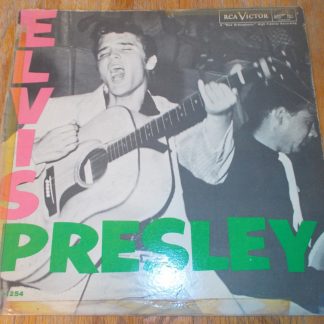 ELVIS
PRESLEY
RCA VICTOR
254